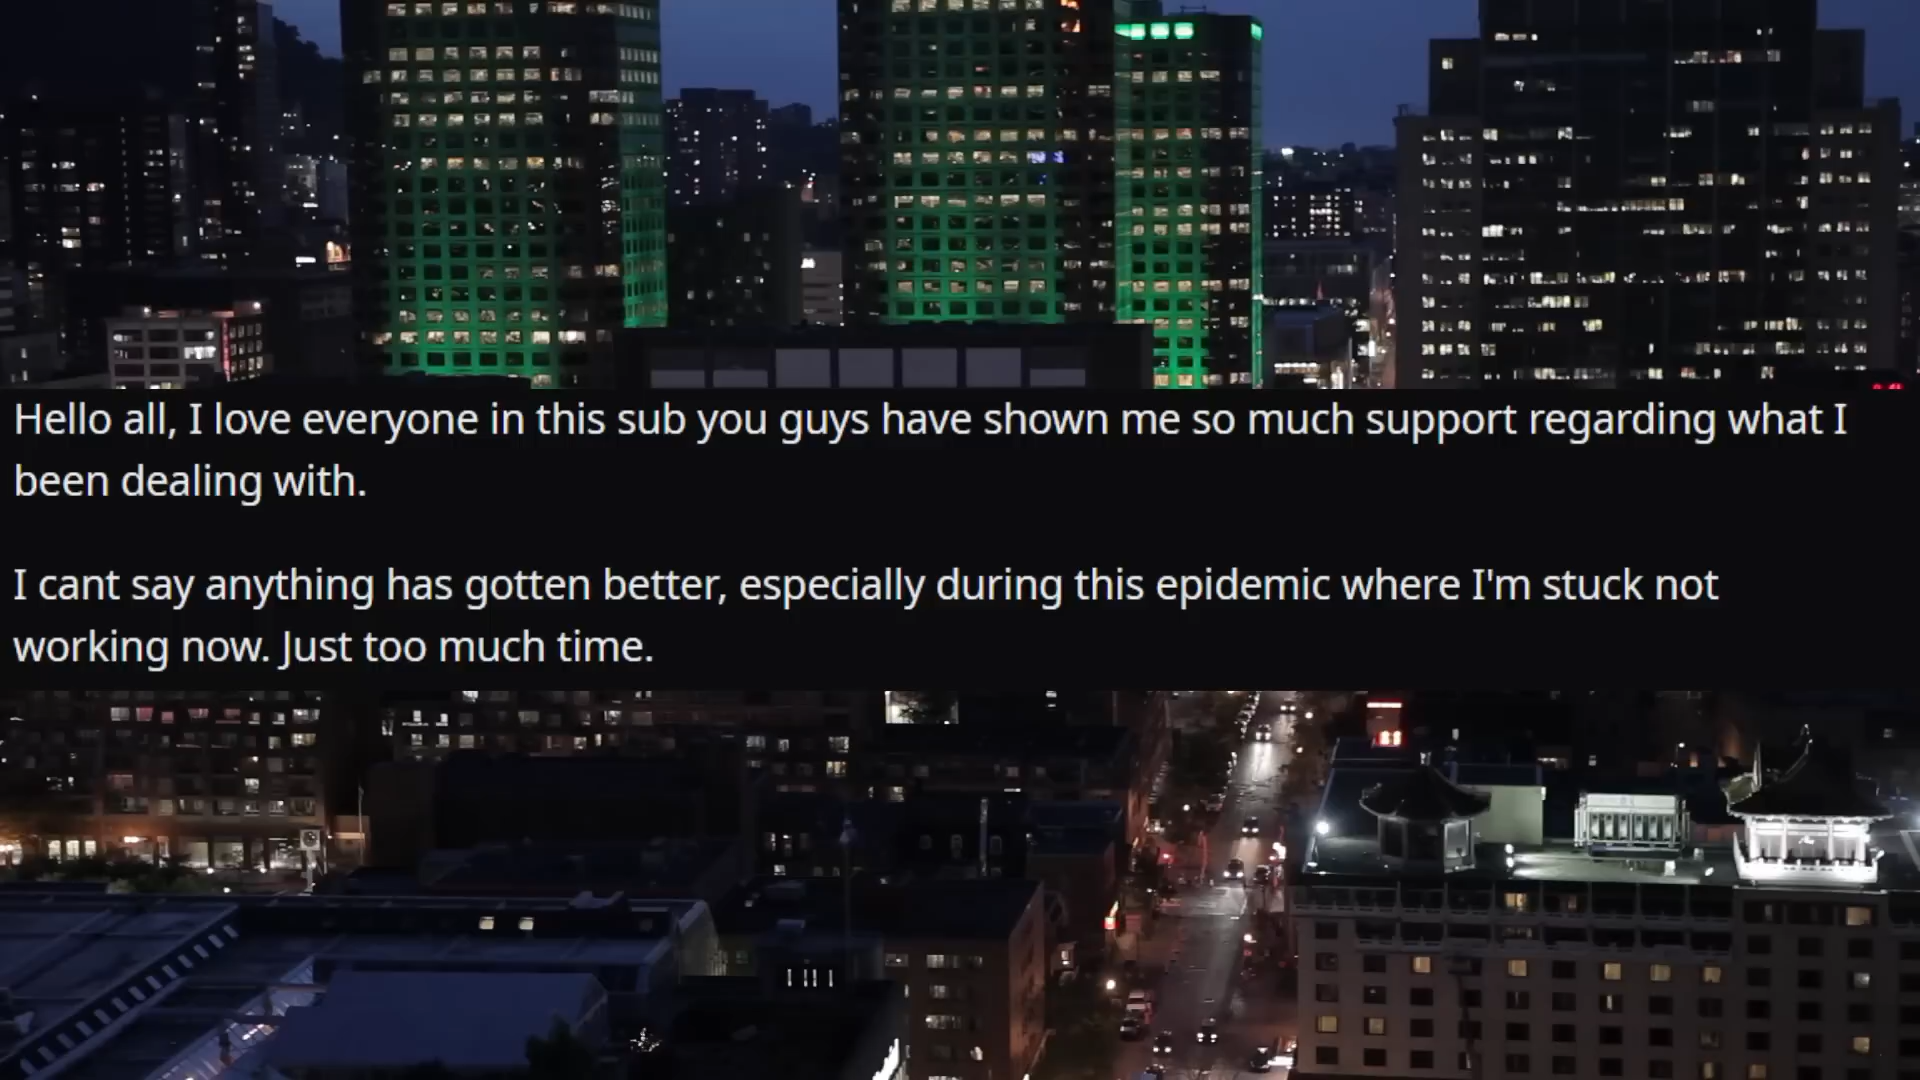 Hello all, I love everyone in this sub you guys have shown me so much support regarding what I
been dealing with.
I cant say anything has gotten better, especially during this epidemic where I'm stuck not
working now. Just too much time.